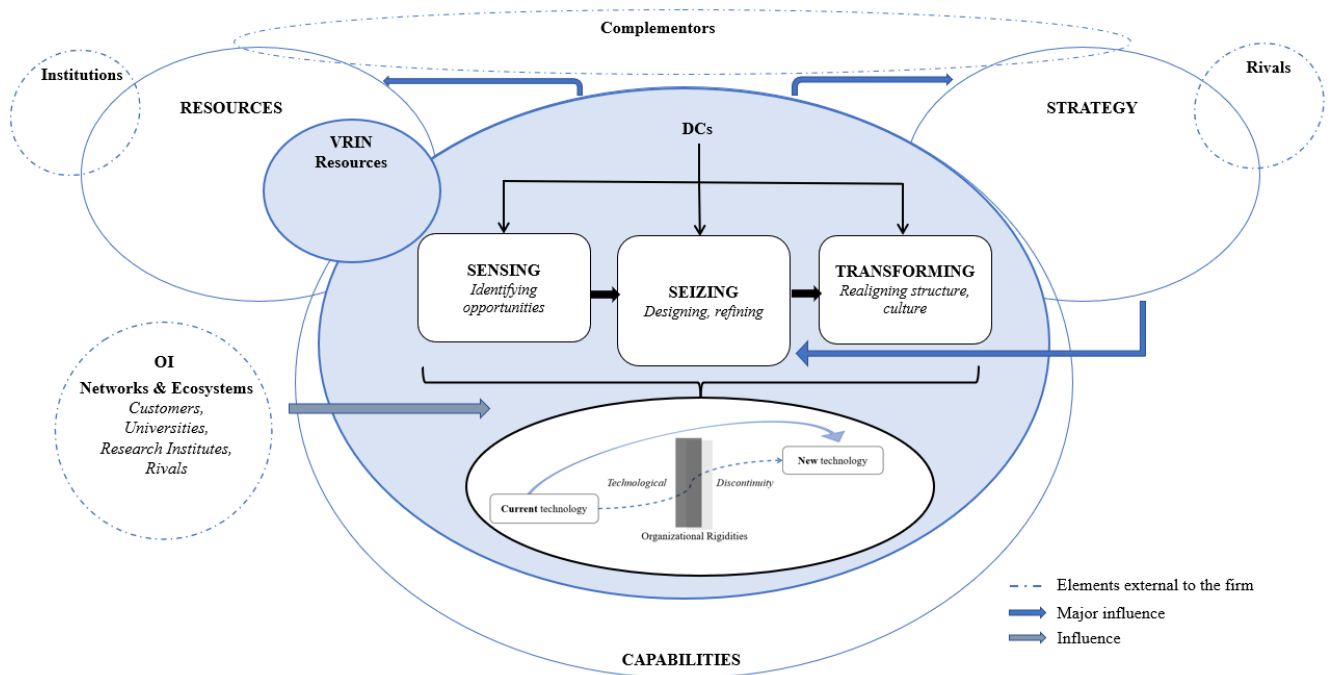 Complementors
Institutions
RESOURCES
VRIN
Resources
DCs
STRATEGY
Rivals
SENSING
Identifying
opportunities
SEIZING
Designing, refining
TRANSFORMING
Realigning structure,
culture
OI
Networks & Ecosystems
Customers,
Universities,
Research Institutes,
Rivals
Technological
Discontinuity
New technology
Current technology
Organizational Rigidities
CAPABILITIES
Elements external to the firm
Major influence
Influence